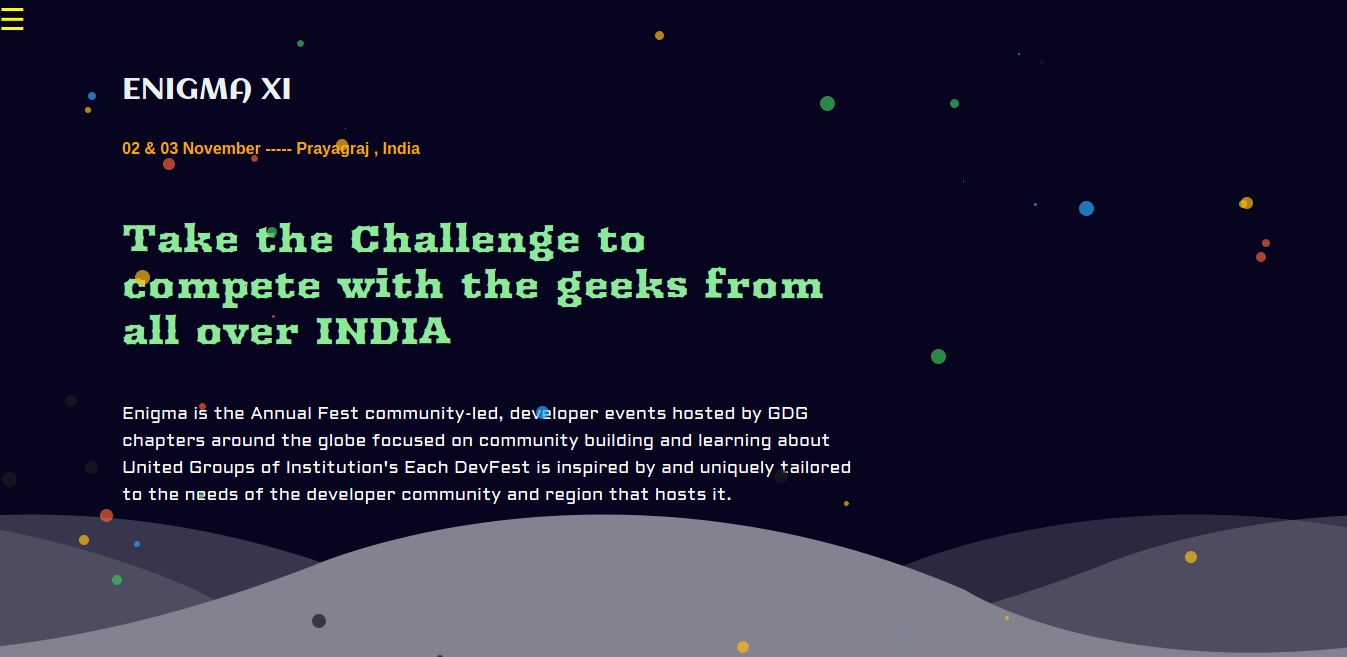 ENIGMA XI
02 & 03 November ----- Prayagraj , India
Take the Challenge to
compete with the geeks from
all over INDIA
Enigma is the Annual Fest community-led, developer events hosted by GDG
chapters around the globe focused on community building and learning about
United Groups of Institution's Each DevFest is inspired by and uniquely tailored
to the needs of the developer community and region that hosts it.